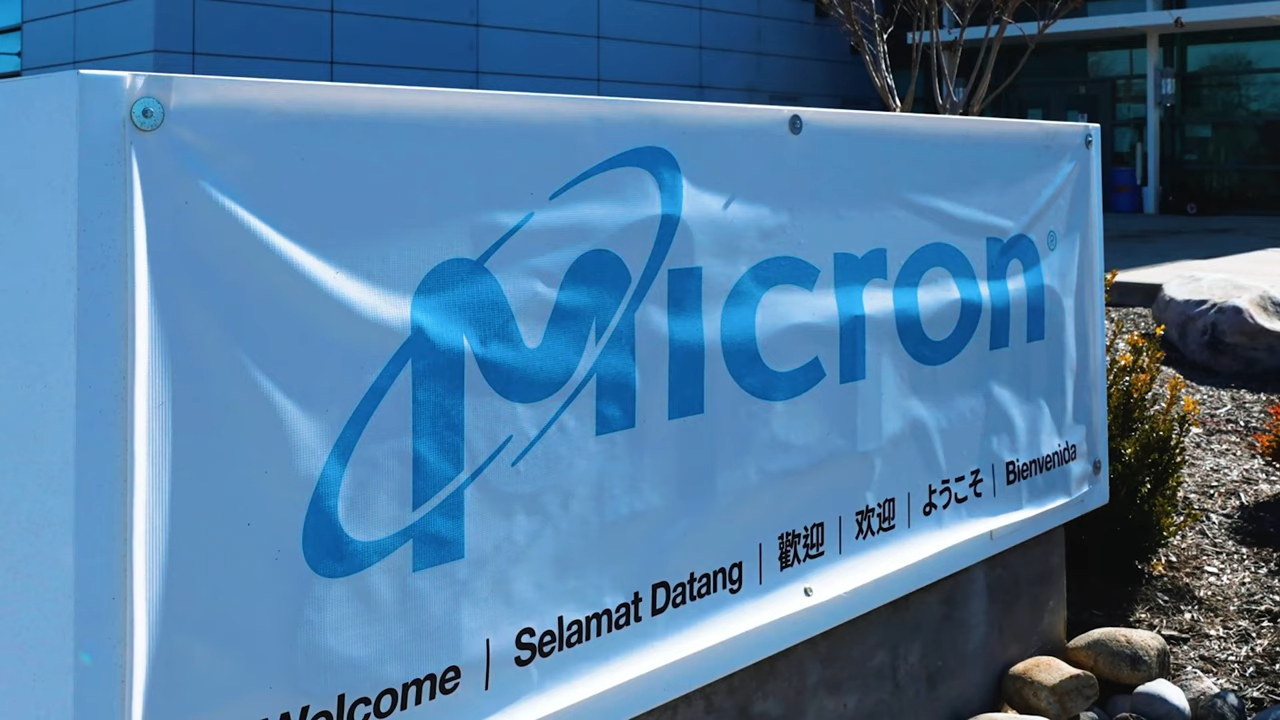 Micron®
Welcome | Selamat Datang | 歡迎 | 欢迎 | ようこそ | Bienvenida